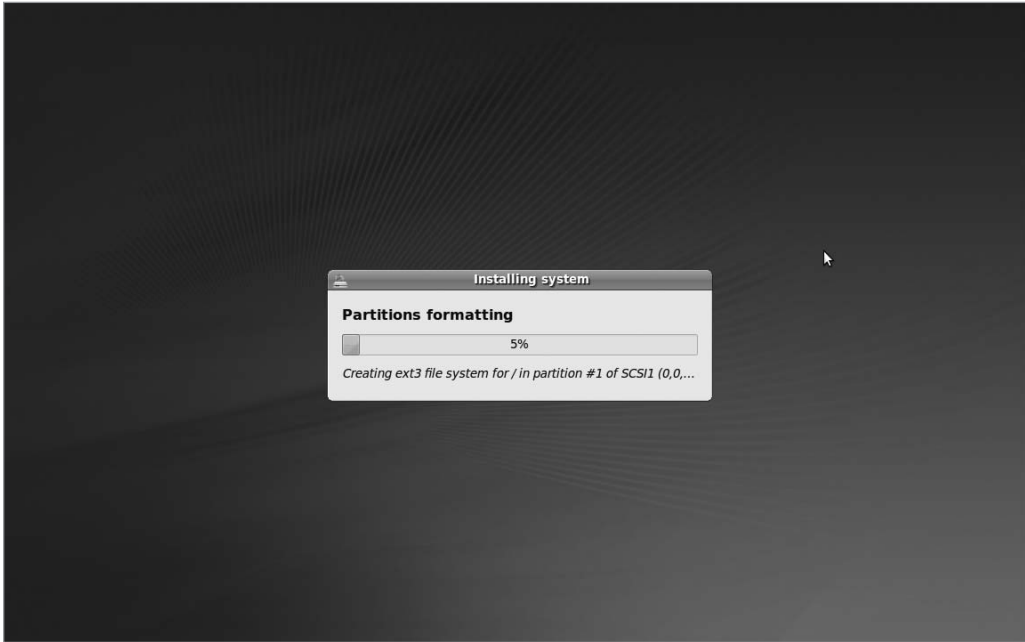 Installing system
Partitions formatting
5%
Creating ext3 file system for / in partition #1 of SCSI1 (0,0,...